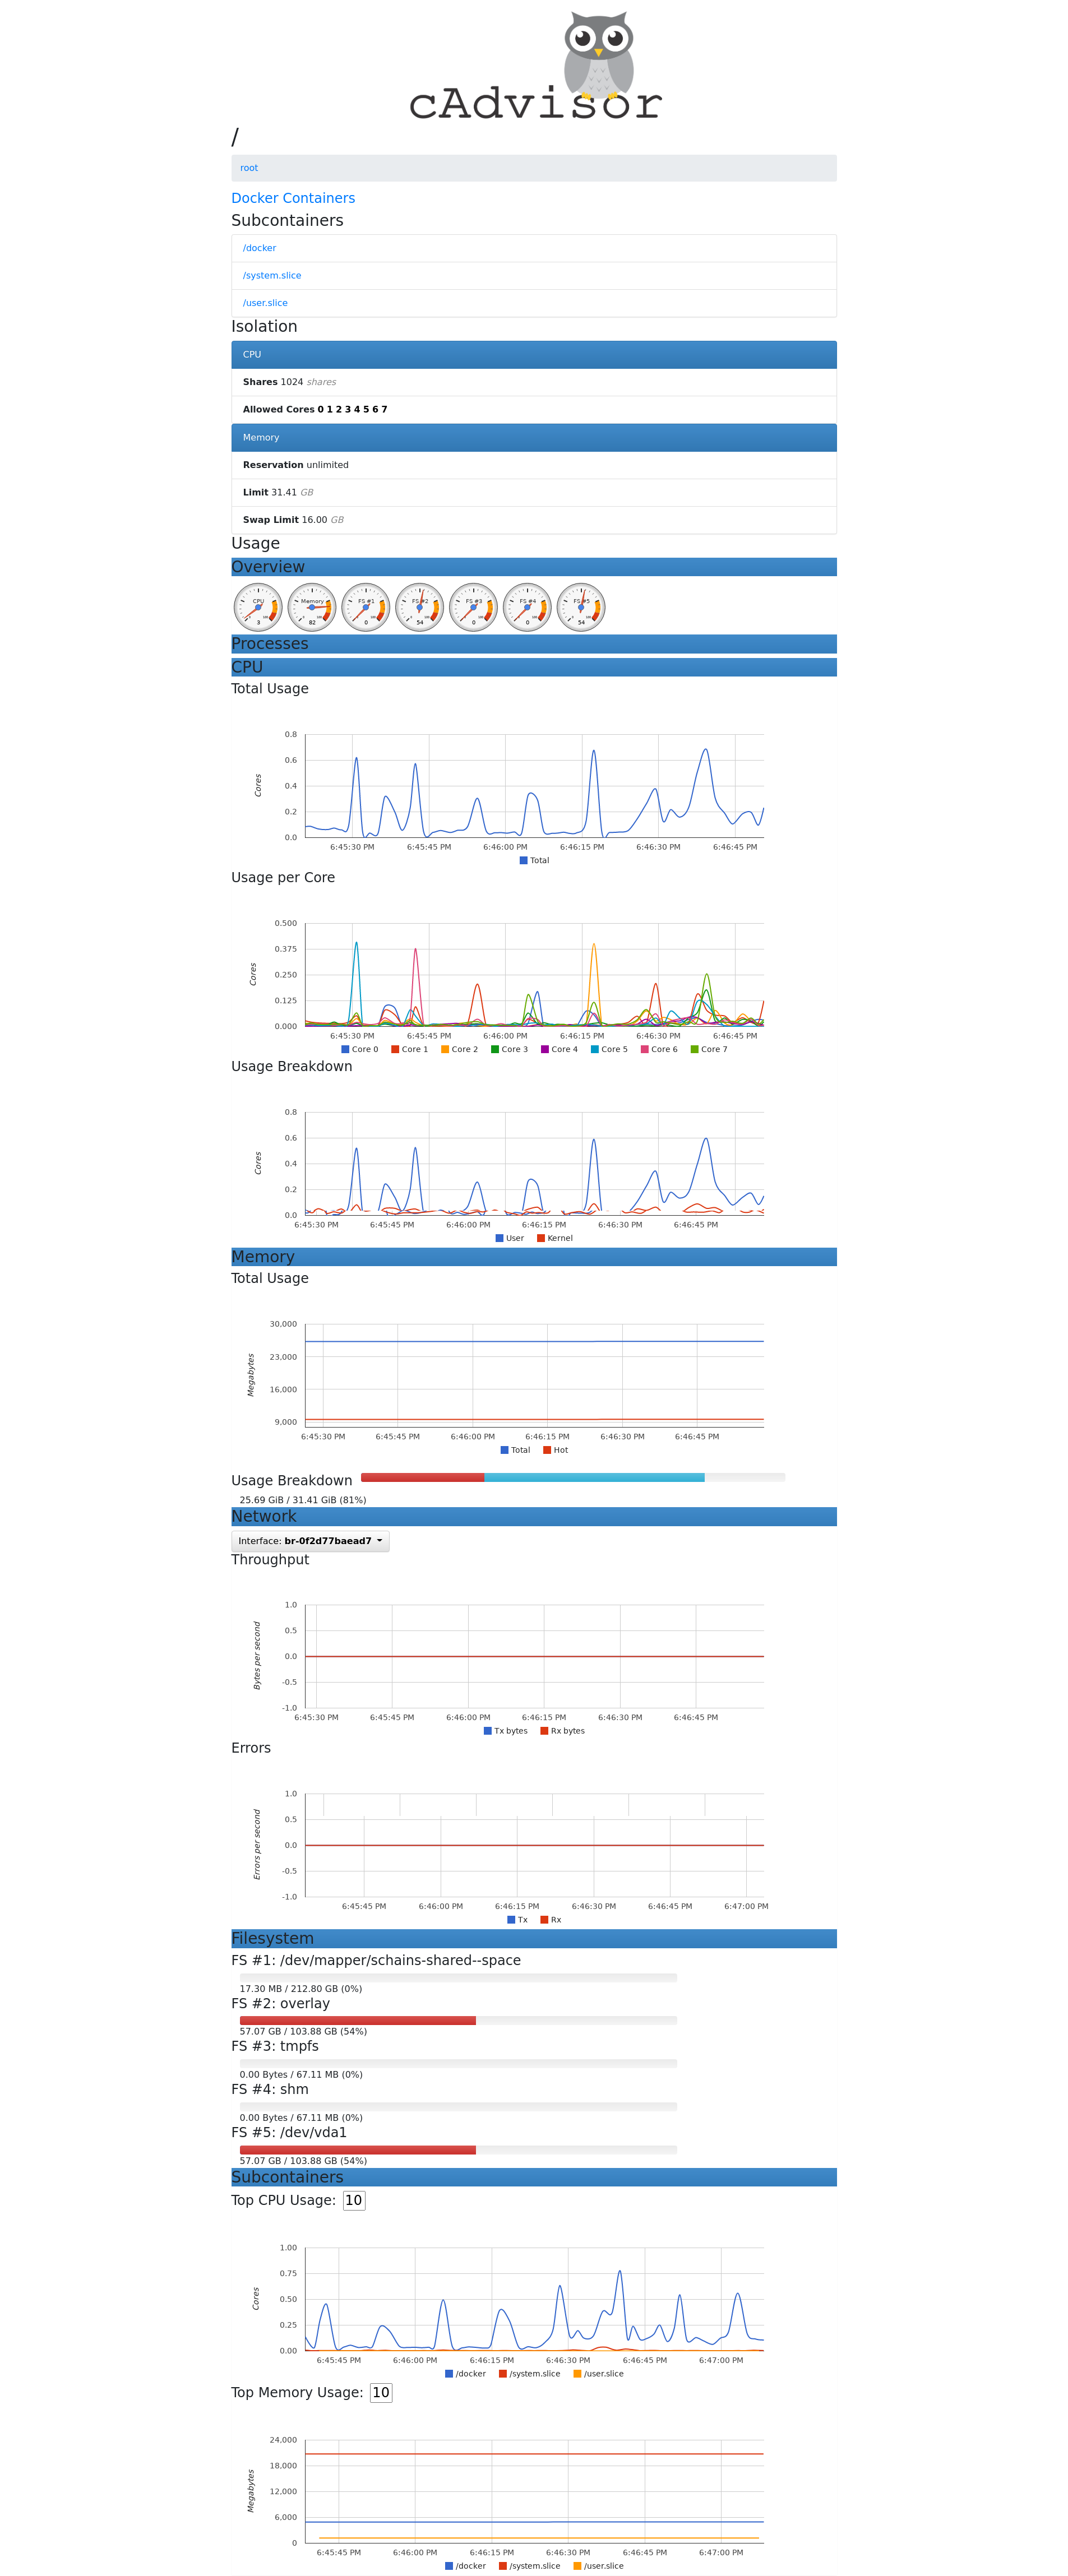 cAdvisor
/
root
Docker Containers
Subcontainers
/docker
/system.slice
/user.slice
Isolation
CPU
Shares 1024 shares
Allowed Cores 0 1 2 3 4 5 6 7
Memory
Reservation unlimited
Limit 31.41 GB
Swap Limit 16.00 GB
Usage
Overview
CPU 3
Memory 82
FS #1 0
FS #2 54
FS #3 0
FS #4 0
FS #5 54
Processes
CPU
Total Usage
0.8
0.6
0.4
0.2
0.0
Cores
6:45:30 PM 6:45:45 PM 6:46:00 PM 6:46:15 PM 6:46:30 PM 6:46:45 PM
Total
Usage per Core
0.500
0.375
0.250
0.125
0.000
Cores
6:45:30 PM 6:45:45 PM 6:46:00 PM 6:46:15 PM 6:46:30 PM 6:46:45 PM
Core 0 Core 1 Core 2 Core 3 Core 4 Core 5 Core 6 Core 7
Usage Breakdown
0.8
0.6
0.4
0.2
0.0
Cores
6:45:30 PM 6:45:45 PM 6:46:00 PM 6:46:15 PM 6:46:30 PM 6:46:45 PM
User Kernel
Memory
Total Usage
30,000
23,000
16,000
9,000
Megabytes
6:45:30 PM 6:45:45 PM 6:46:00 PM 6:46:15 PM 6:46:30 PM 6:46:45 PM
Total Hot
Usage Breakdown
25.69 GiB / 31.41 GiB (81%)
Network
Interface: br-0f2d77baead7
Throughput
1.0
0.5
0.0
-0.5
-1.0
Bytes per second
6:45:30 PM 6:45:45 PM 6:46:00 PM 6:46:15 PM 6:46:30 PM 6:46:45 PM
Tx bytes Rx bytes
Errors
1.0
0.5
0.0
-0.5
-1.0
Errors per second
6:45:45 PM 6:46:00 PM 6:46:15 PM 6:46:30 PM 6:46:45 PM 6:47:00 PM
Tx Rx
Filesystem
FS #1: /dev/mapper/schains-shared--space
17.30 MB / 212.80 GB (0%)
FS #2: overlay
57.07 GB / 103.88 GB (54%)
FS #3: tmpfs
0.00 Bytes / 67.11 MB (0%)
FS #4: shm
0.00 Bytes / 67.11 MB (0%)
FS #5: /dev/vda1
57.07 GB / 103.88 GB (54%)
Subcontainers
Top CPU Usage: 10
1.00
0.75
0.50
0.25
0.00
Cores
6:45:45 PM 6:46:00 PM 6:46:15 PM 6:46:30 PM 6:46:45 PM 6:47:00 PM
/docker /system.slice /user.slice
Top Memory Usage: 10
24,000
18,000
12,000
6,000
0
Megabytes
6:45:45 PM 6:46:00 PM 6:46:15 PM 6:46:30 PM 6:46:45 PM 6:47:00 PM
/docker /system.slice /user.slice